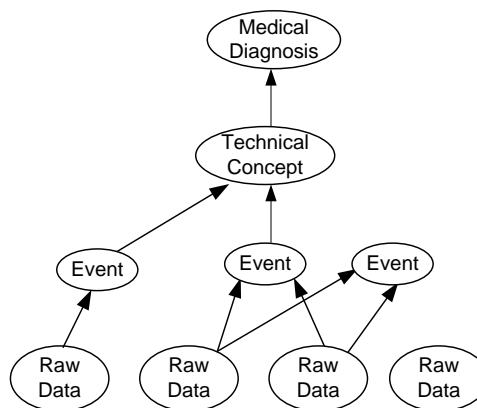 Medical
Diagnosis
Technical
Concept
Event
Event
Event
Raw
Data
Raw
Data
Raw
Data
Raw
Data